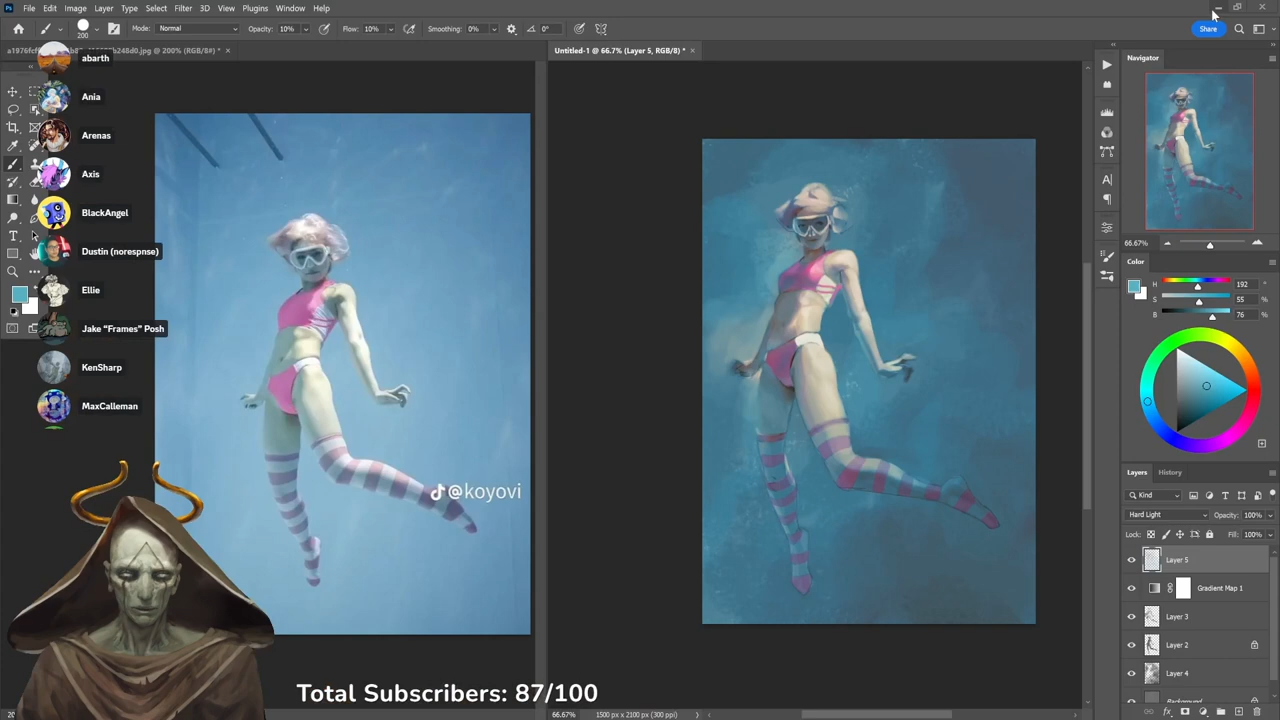 File Edit Image Layer Type Select Filter 3D View Plugins Window Help
200 Mode: Normal Opacity: 10% Flow: 10% Smoothing: 0% 0° Share
Untitled-1 @ 66.7% (Layer 5, RGB/8) *
abarth
Ania
Arenas
Axis
BlackAngel
Dustin (norespnse)
Ellie
Jake “Frames” Posh
KenSharp
MaxCalleman
@koyovi
Total Subscribers: 87/100
66.67% 1500 px x 2100 px (300 ppi)
Navigator
66.67%
Color
H 192 °
S 55 %
B 76 %
Layers History
Kind
Hard Light Opacity: 100%
Lock: Fill: 100%
Layer 5
Gradient Map 1
Layer 3
Layer 2
Layer 4
Background